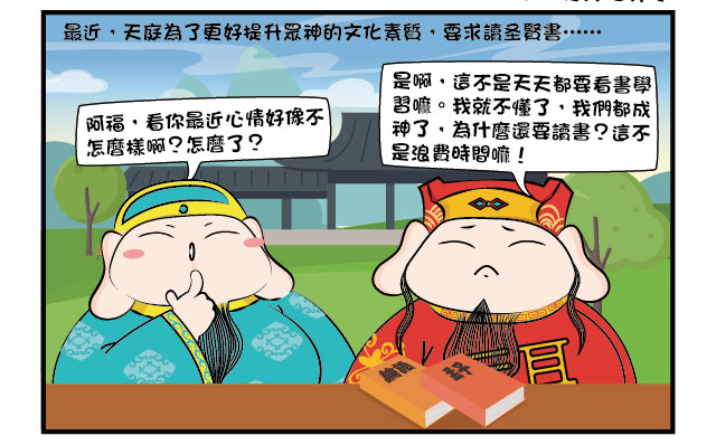 最近，天庭為了更好提升眾神的文化素質，要求讀圣賢書……
阿福，看你最近心情好像不
怎麼樣啊？怎麼了？
是啊，這不是天天都要看書學
習嘛。我就不懂了，我們都成
神了，為什麼還要讀書？這不
是浪費時間嘛！